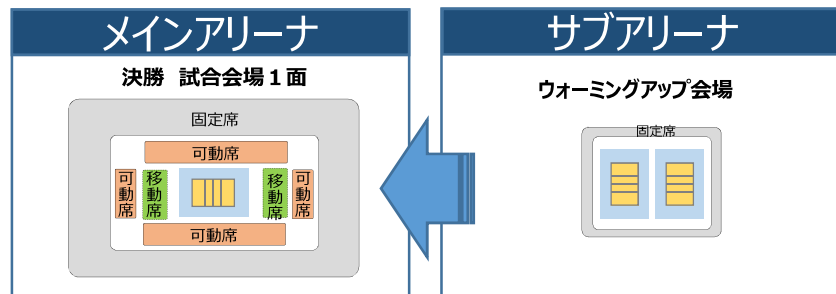 メインアリーナ
決勝 試合会場１面
固定席
可動席
可動席
移動席
移動席
可動席
可動席
サブアリーナ
ウォーミングアップ会場
固定席